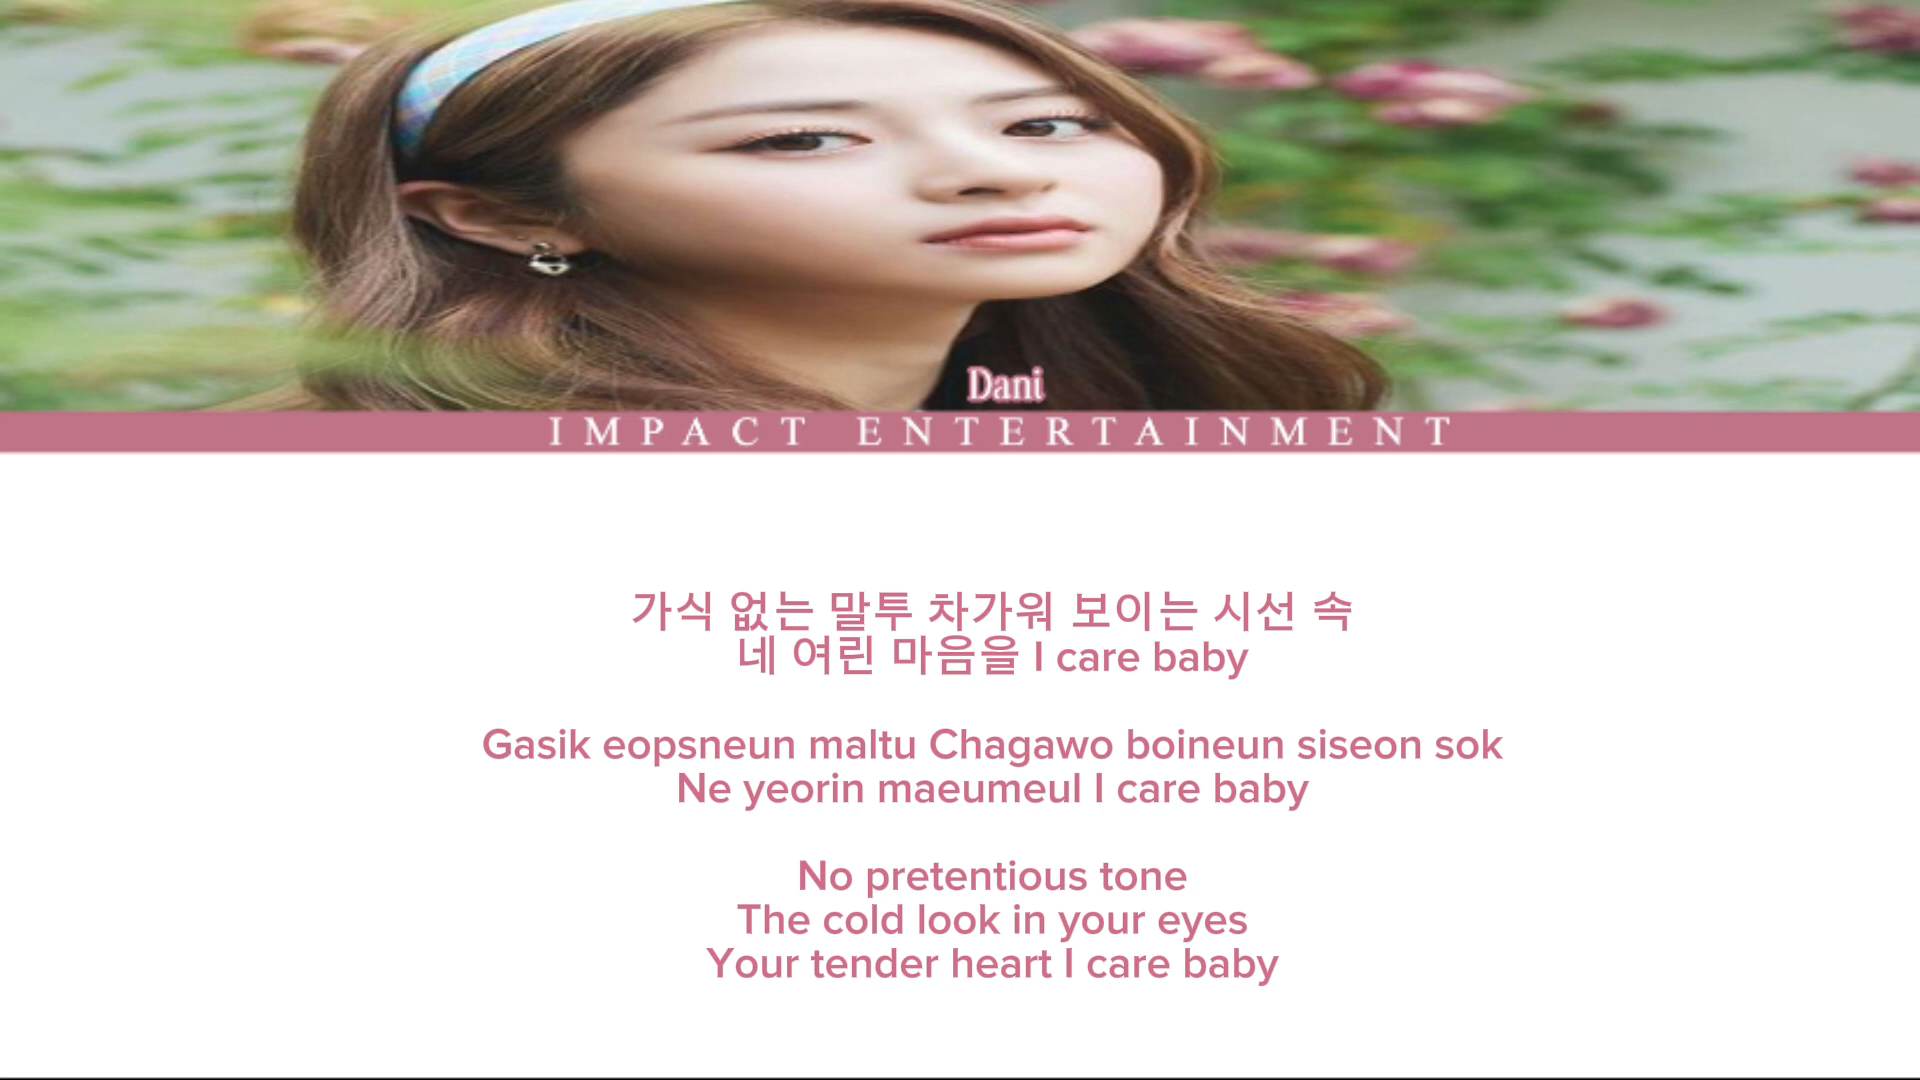 Dani
IMPACT ENTERTAINMENT
가식 없는 말투 차가워 보이는 시선 속
네 여린 마음을 I care baby
Gasik eopsneun maltu Chagawo boineun siseon sok
Ne yeorin maeumeul I care baby
No pretentious tone
The cold look in your eyes
Your tender heart I care baby